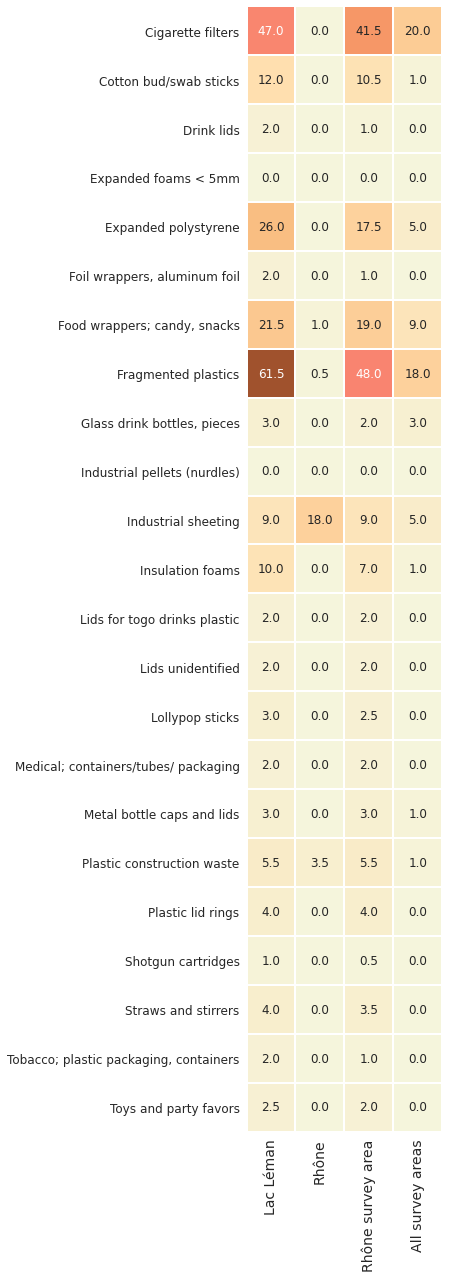 Cigarette filters 47.0 0.0 41.5 20.0
Cotton bud/swab sticks 12.0 0.0 10.5 1.0
Drink lids 2.0 0.0 1.0 0.0
Expanded foams < 5mm 0.0 0.0 0.0 0.0
Expanded polystyrene 26.0 0.0 17.5 5.0
Foil wrappers, aluminum foil 2.0 0.0 1.0 0.0
Food wrappers; candy, snacks 21.5 1.0 19.0 9.0
Fragmented plastics 61.5 0.5 48.0 18.0
Glass drink bottles, pieces 3.0 0.0 2.0 3.0
Industrial pellets (nurdles) 0.0 0.0 0.0 0.0
Industrial sheeting 9.0 18.0 9.0 5.0
Insulation foams 10.0 0.0 7.0 1.0
Lids for togo drinks plastic 2.0 0.0 2.0 0.0
Lids unidentified 2.0 0.0 2.0 0.0
Lollypop sticks 3.0 0.0 2.5 0.0
Medical; containers/tubes/ packaging 2.0 0.0 2.0 0.0
Metal bottle caps and lids 3.0 0.0 3.0 1.0
Plastic construction waste 5.5 3.5 5.5 1.0
Plastic lid rings 4.0 0.0 4.0 0.0
Shotgun cartridges 1.0 0.0 0.5 0.0
Straws and stirrers 4.0 0.0 3.5 0.0
Tobacco; plastic packaging, containers 2.0 0.0 1.0 0.0
Toys and party favors 2.5 0.0 2.0 0.0
Lac Léman
Rhône
Rhône survey area
All survey areas